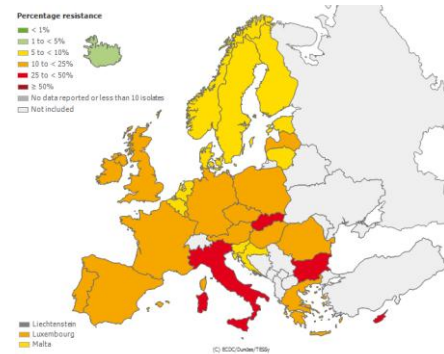 Percentage resistance
< 1%
1 to < 5%
5 to < 10%
10 to < 25%
25 to < 50%
≥ 50%
No data reported or less than 10 isolates
Not included
Liechtenstein
Luxembourg
Malta
(C) ECDC/Dundas/TESSy